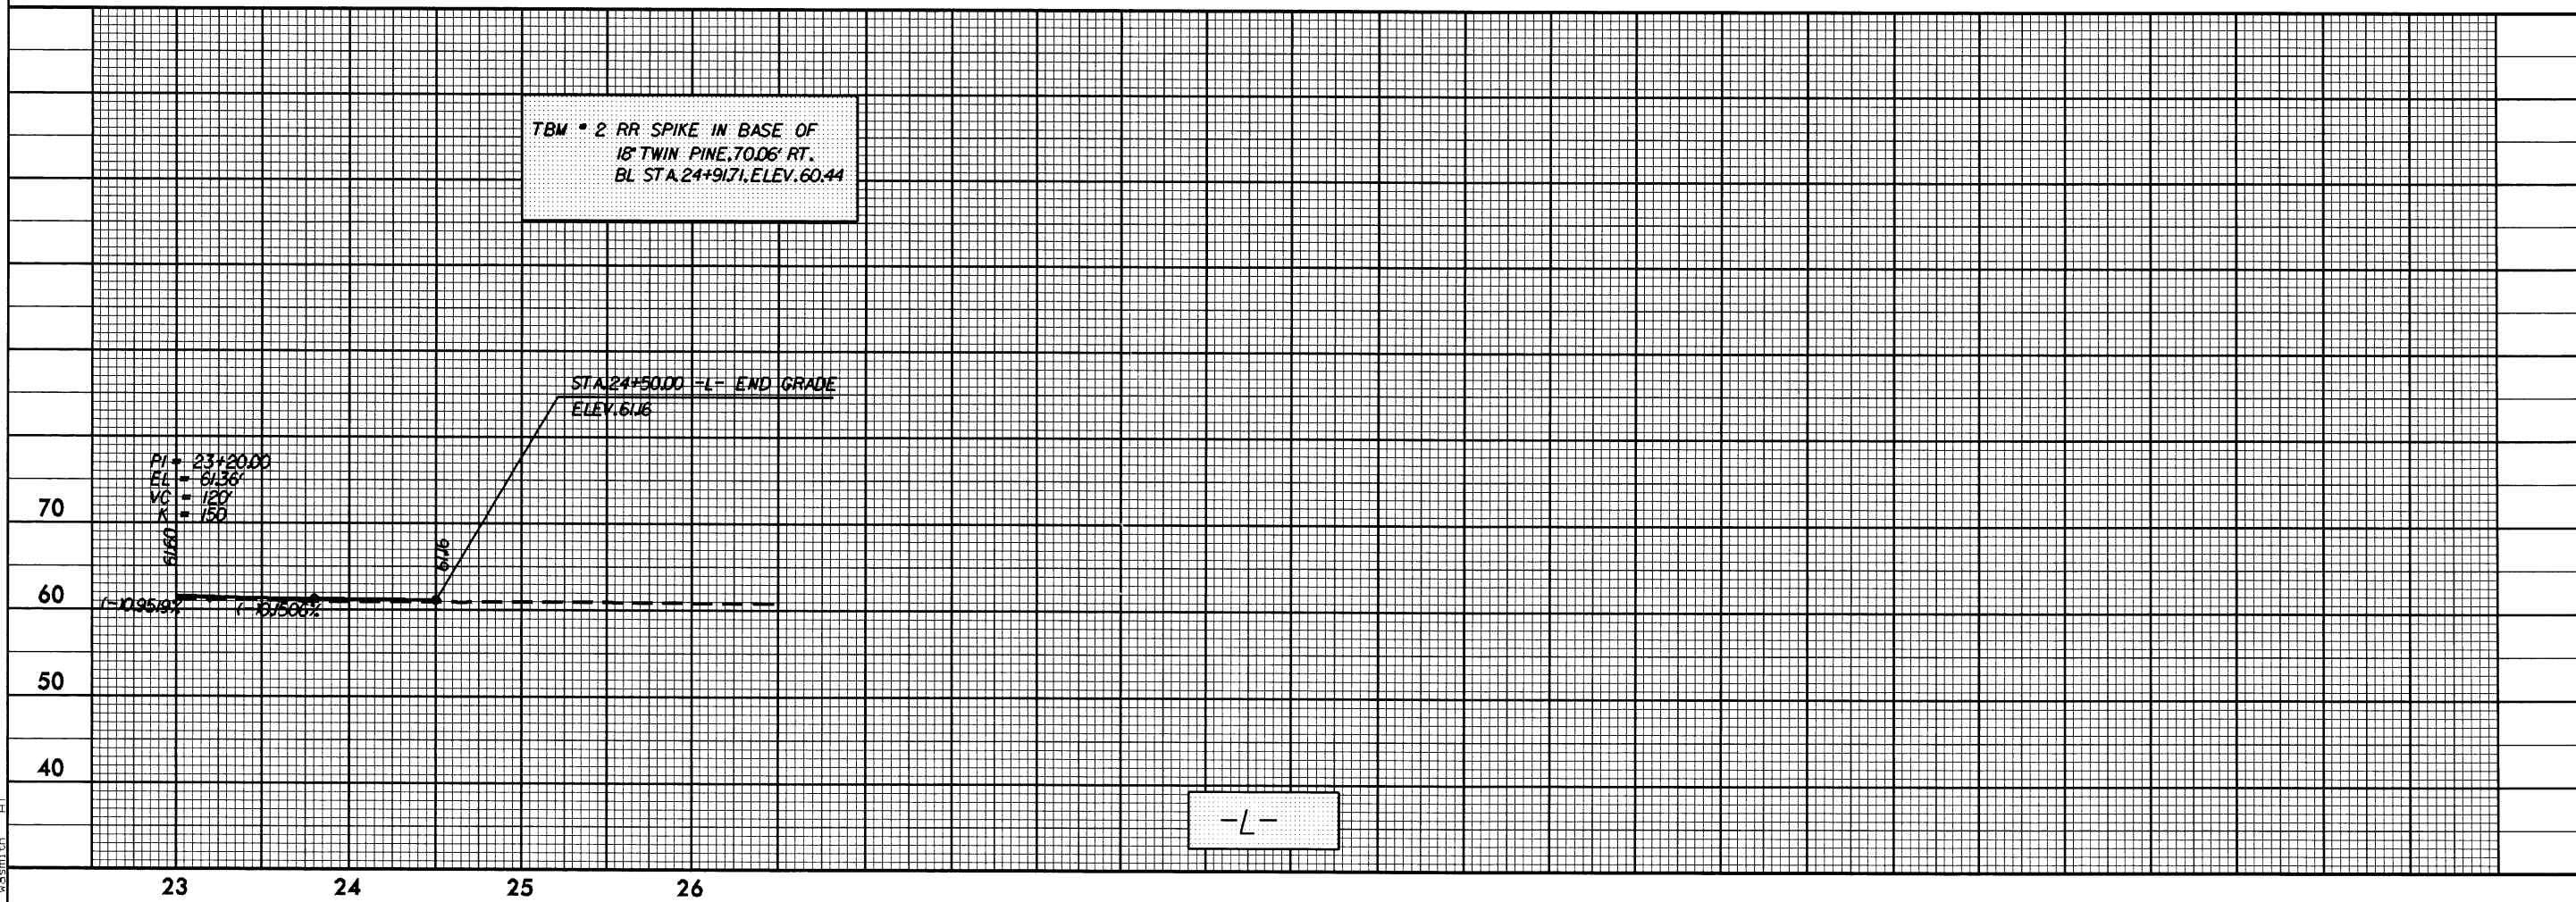 TBM * 2 RR SPIKE IN BASE OF
18" TWIN PINE, 70.06' RT.
BL STA. 24+91.71, ELEV. 60.44
STA. 24+50.00 -L- END GRADE
ELEV. 61.16
PI = 23+20.00
EL = 61.36'
VC = 120'
K = 150
61.60
61.16
(-)0.9519%
(-)0.1506%
70
60
50
40
-L-
23
24
25
26